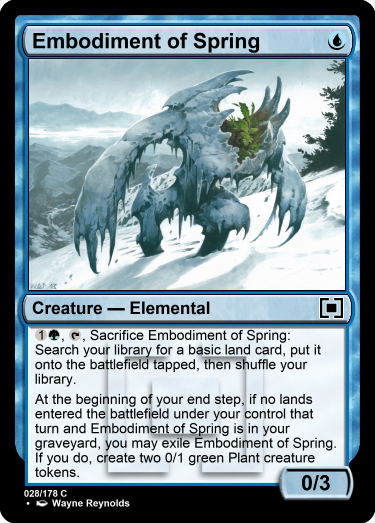 Embodiment of Spring
Creature — Elemental
1, , Sacrifice Embodiment of Spring:
Search your library for a basic land card, put it
onto the battlefield tapped, then shuffle your
library.
At the beginning of your end step, if no lands
entered the battlefield under your control that
turn and Embodiment of Spring is in your
graveyard, you may exile Embodiment of Spring.
If you do, create two 0/1 green Plant creature
tokens.
0/3
028/178 C
• Wayne Reynolds